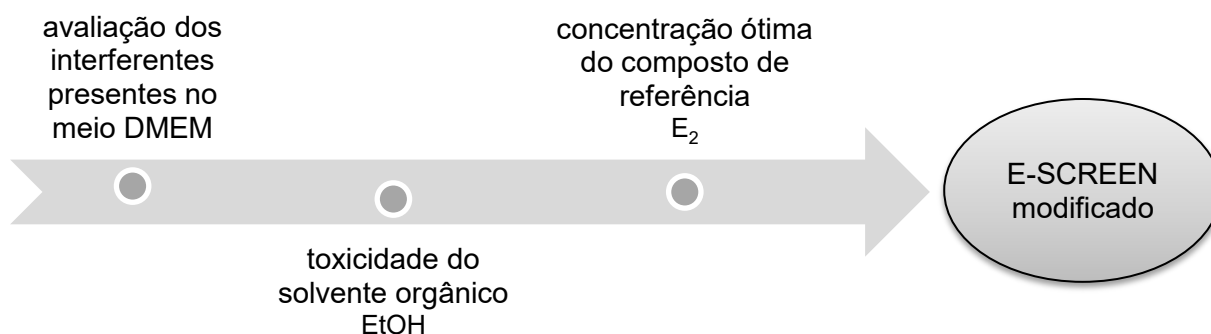 avaliação dos
interferentes
presentes no
meio DMEM
toxicidade do
solvente orgânico
EtOH
concentração ótima
do composto de
referência
E₂
E-SCREEN
modificado